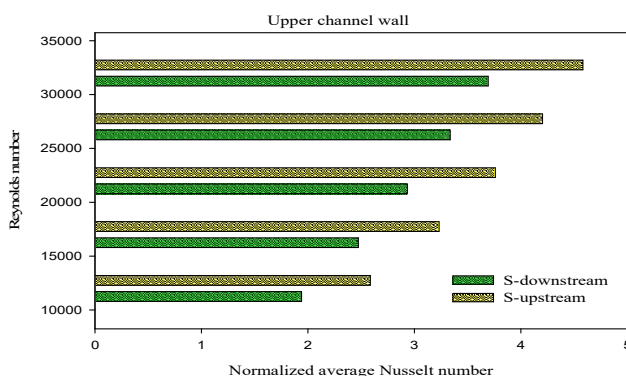 Upper channel wall
35000
30000
25000
20000
15000
10000
Reynolds number
S-downstream
S-upstream
0 1 2 3 4 5
Normalized average Nusselt number